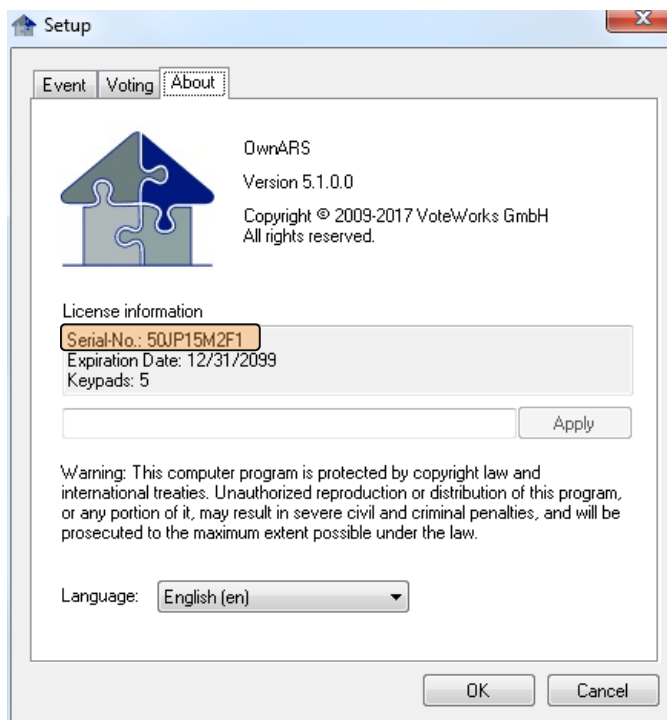 Setup
Event Voting About
OwnARS
Version 5.1.0.0
Copyright © 2009-2017 VoteWorks GmbH
All rights reserved.
License information
Serial-No.: 50JP15M2F1
Expiration Date: 12/31/2099
Keypads: 5
Apply
Warning: This computer program is protected by copyright law and
international treaties. Unauthorized reproduction or distribution of this program,
or any portion of it, may result in severe civil and criminal penalties, and will be
prosecuted to the maximum extent possible under the law.
Language: English (en)
OK Cancel